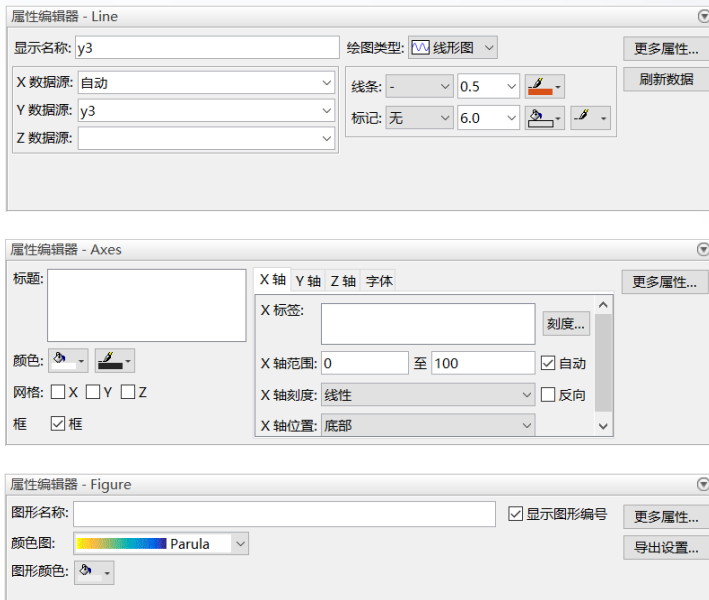 属性编辑器 - Line
显示名称: y3 绘图类型: 线形图 更多属性...
X 数据源: 自动 线条: - 0.5 刷新数据
Y 数据源: y3 标记: 无 6.0
Z 数据源:
属性编辑器 - Axes
标题: X 轴 Y 轴 Z 轴 字体 更多属性...
X 标签: 刻度...
颜色: X 轴范围: 0 至 100 自动
网格: X Y Z X 轴刻度: 线性 反向
框 框 X 轴位置: 底部
属性编辑器 - Figure
图形名称: 显示图形编号 更多属性...
颜色图: Parula 导出设置...
图形颜色: